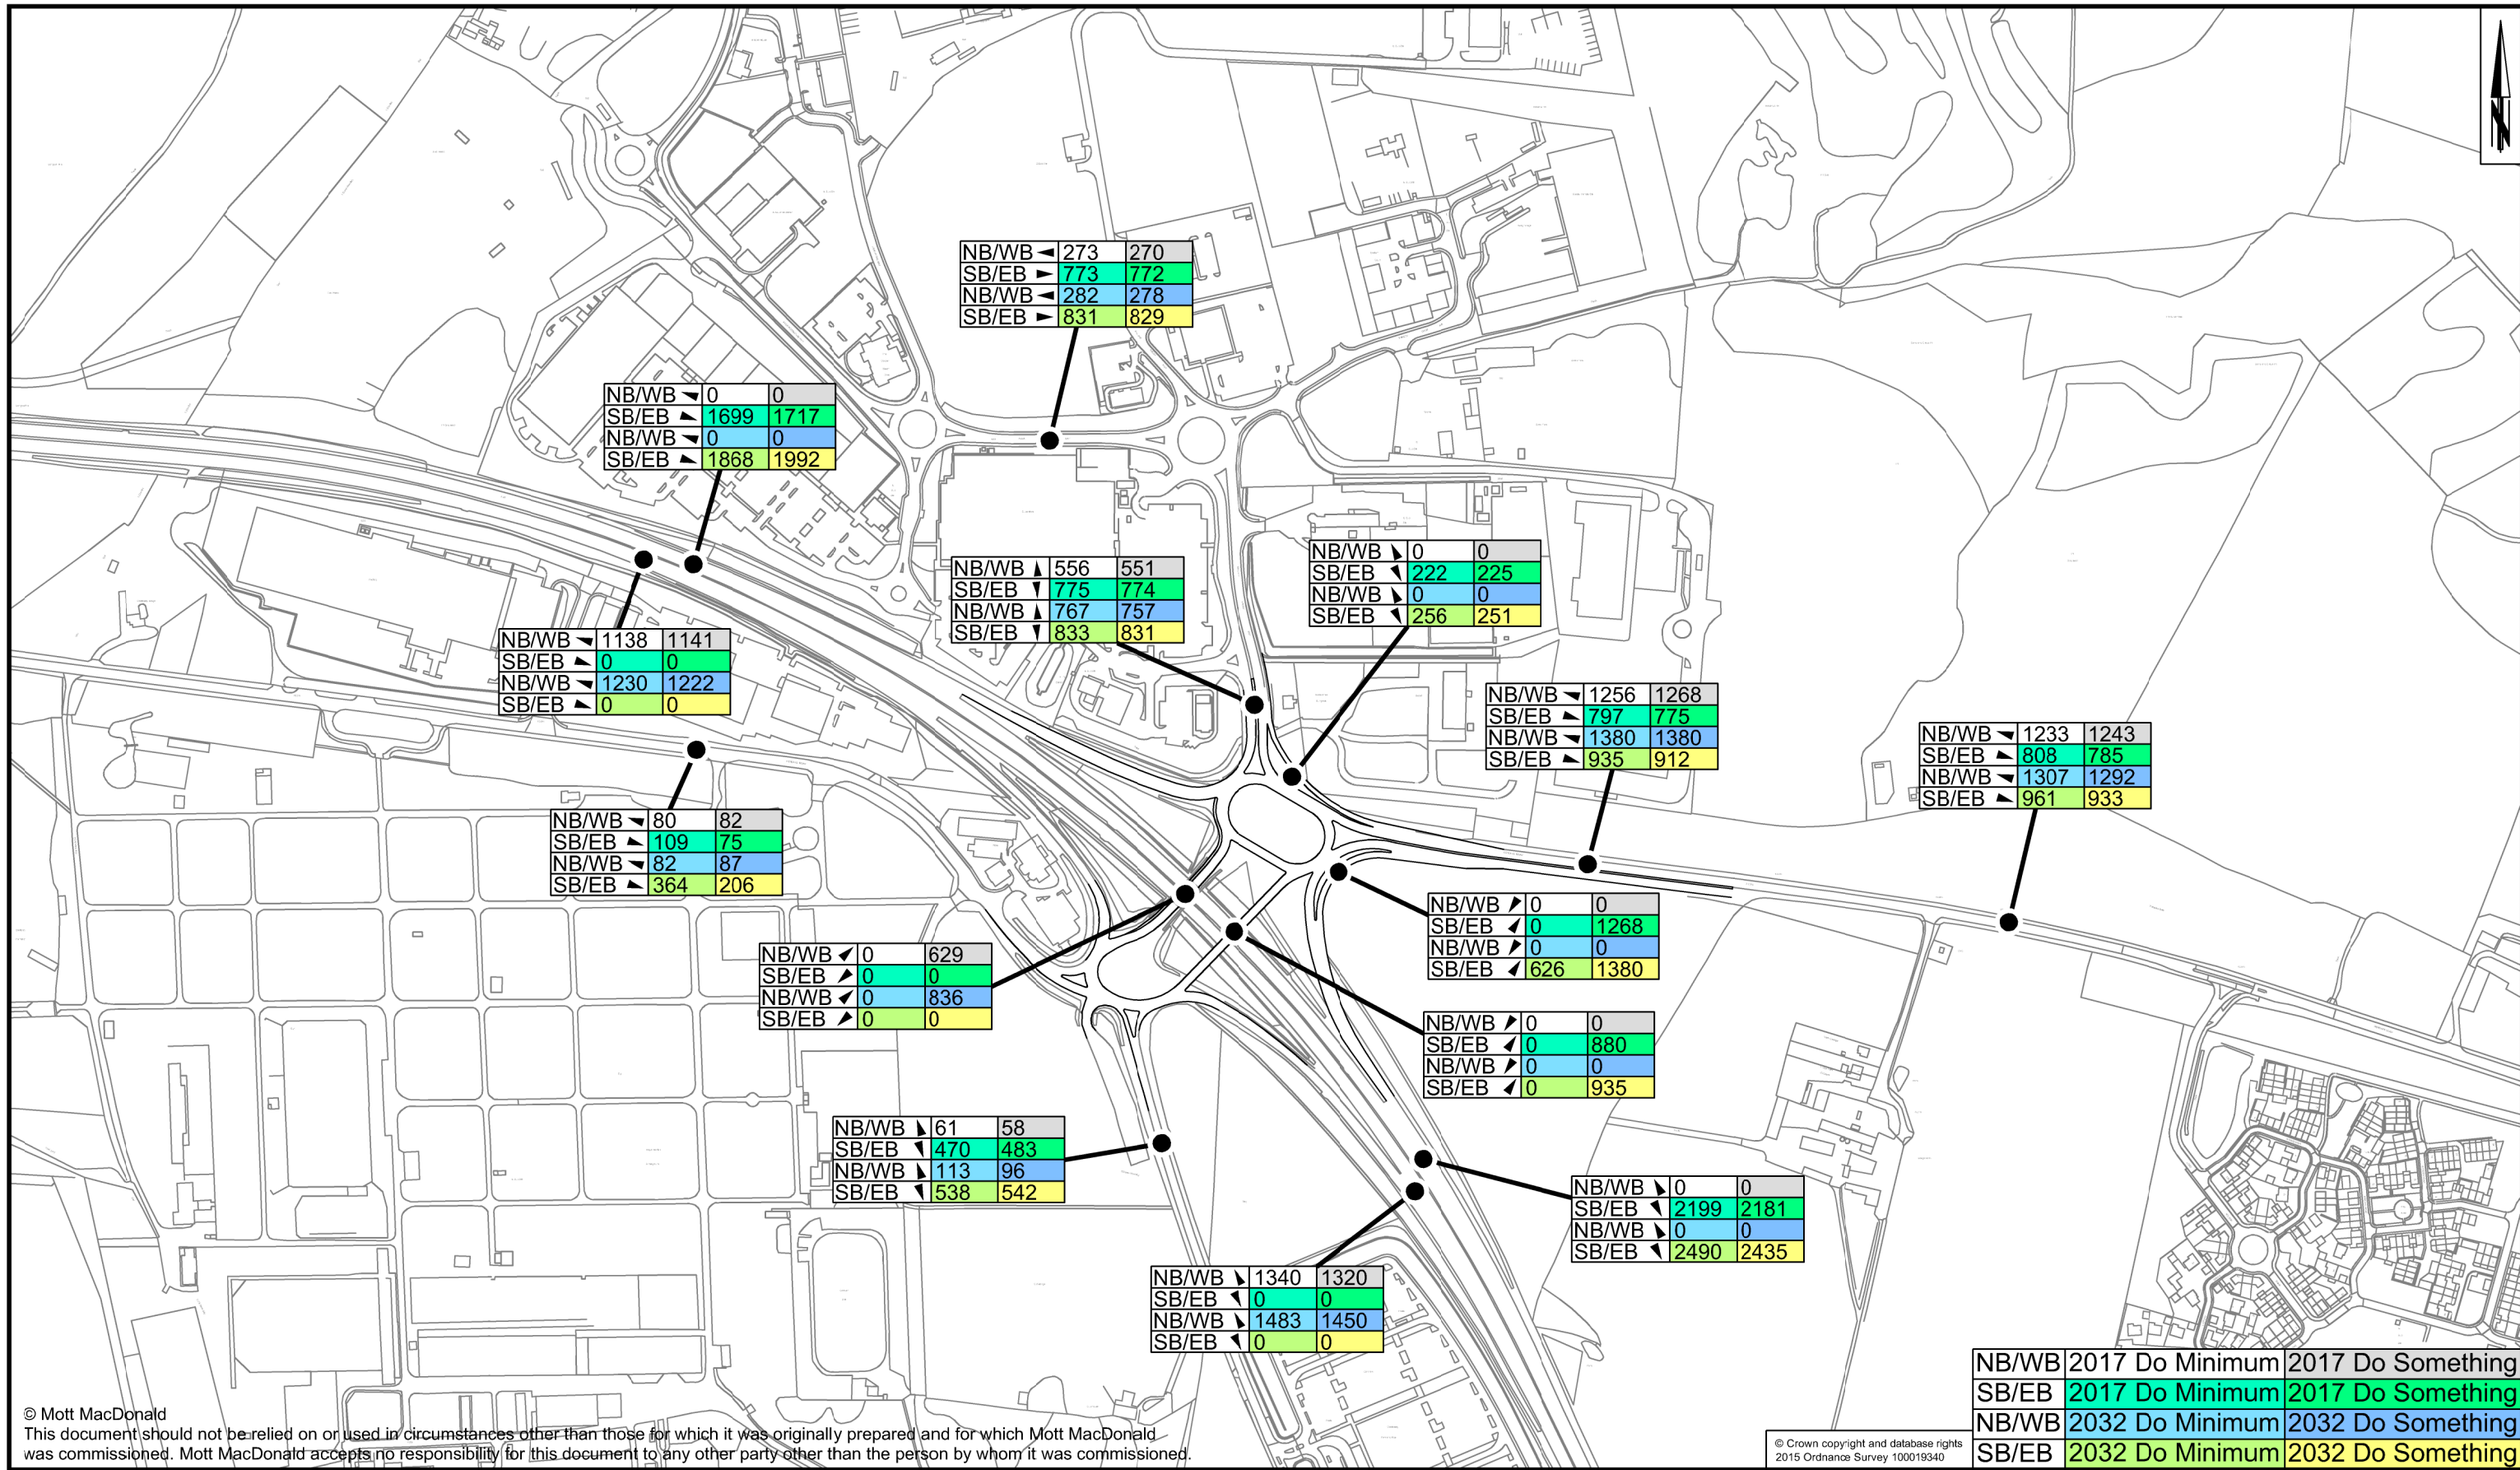 N
NB/WB 273 270
SB/EB 773 772
NB/WB 282 278
SB/EB 831 829
NB/WB 0 0
SB/EB 1699 1717
NB/WB 0 0
SB/EB 1868 1992
NB/WB 556 551
SB/EB 775 774
NB/WB 767 757
SB/EB 833 831
NB/WB 0 0
SB/EB 222 225
NB/WB 0 0
SB/EB 256 251
NB/WB 1138 1141
SB/EB 0 0
NB/WB 1230 1222
SB/EB 0 0
NB/WB 1256 1268
SB/EB 797 775
NB/WB 1380 1380
SB/EB 935 912
NB/WB 1233 1243
SB/EB 808 785
NB/WB 1307 1292
SB/EB 961 933
NB/WB 80 82
SB/EB 109 75
NB/WB 82 87
SB/EB 364 206
NB/WB 0 0
SB/EB 0 1268
NB/WB 0 0
SB/EB 626 1380
NB/WB 0 629
SB/EB 0 0
NB/WB 0 836
SB/EB 0 0
NB/WB 0 0
SB/EB 0 880
NB/WB 0 0
SB/EB 0 935
NB/WB 61 58
SB/EB 470 483
NB/WB 113 96
SB/EB 538 542
NB/WB 0 0
SB/EB 2199 2181
NB/WB 0 0
SB/EB 2490 2435
NB/WB 1340 1320
SB/EB 0 0
NB/WB 1483 1450
SB/EB 0 0
NB/WB 2017 Do Minimum 2017 Do Something
SB/EB 2017 Do Minimum 2017 Do Something
NB/WB 2032 Do Minimum 2032 Do Something
SB/EB 2032 Do Minimum 2032 Do Something
© Mott MacDonald
This document should not be relied on or used in circumstances other than those for which it was originally prepared and for which Mott MacDonald
was commissioned. Mott MacDonald accepts no responsibility for this document to any other party other than the person by whom it was commissioned.
© Crown copyright and database rights
2015 Ordnance Survey 100019340